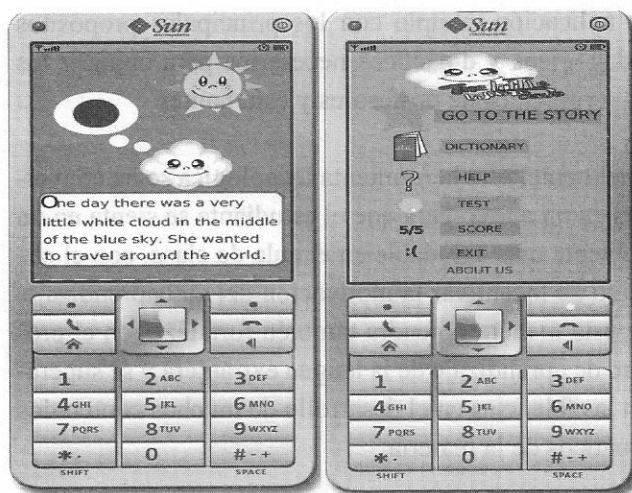 Sun
One day there was a very
little white cloud in the middle
of the blue sky. She wanted
to travel around the world.
1
2 ABC
3 DEF
4 GHI
5 JKL
6 MNO
7 PQRS
8 TUV
9 WXYZ
* .
0
# - +
SHIFT
SPACE
Sun
GO TO THE STORY
DICTIONARY
? HELP
TEST
5/5 SCORE
:( EXIT
ABOUT US
1
2 ABC
3 DEF
4 GHI
5 JKL
6 MNO
7 PQRS
8 TUV
9 WXYZ
* .
0
# - +
SHIFT
SPACE